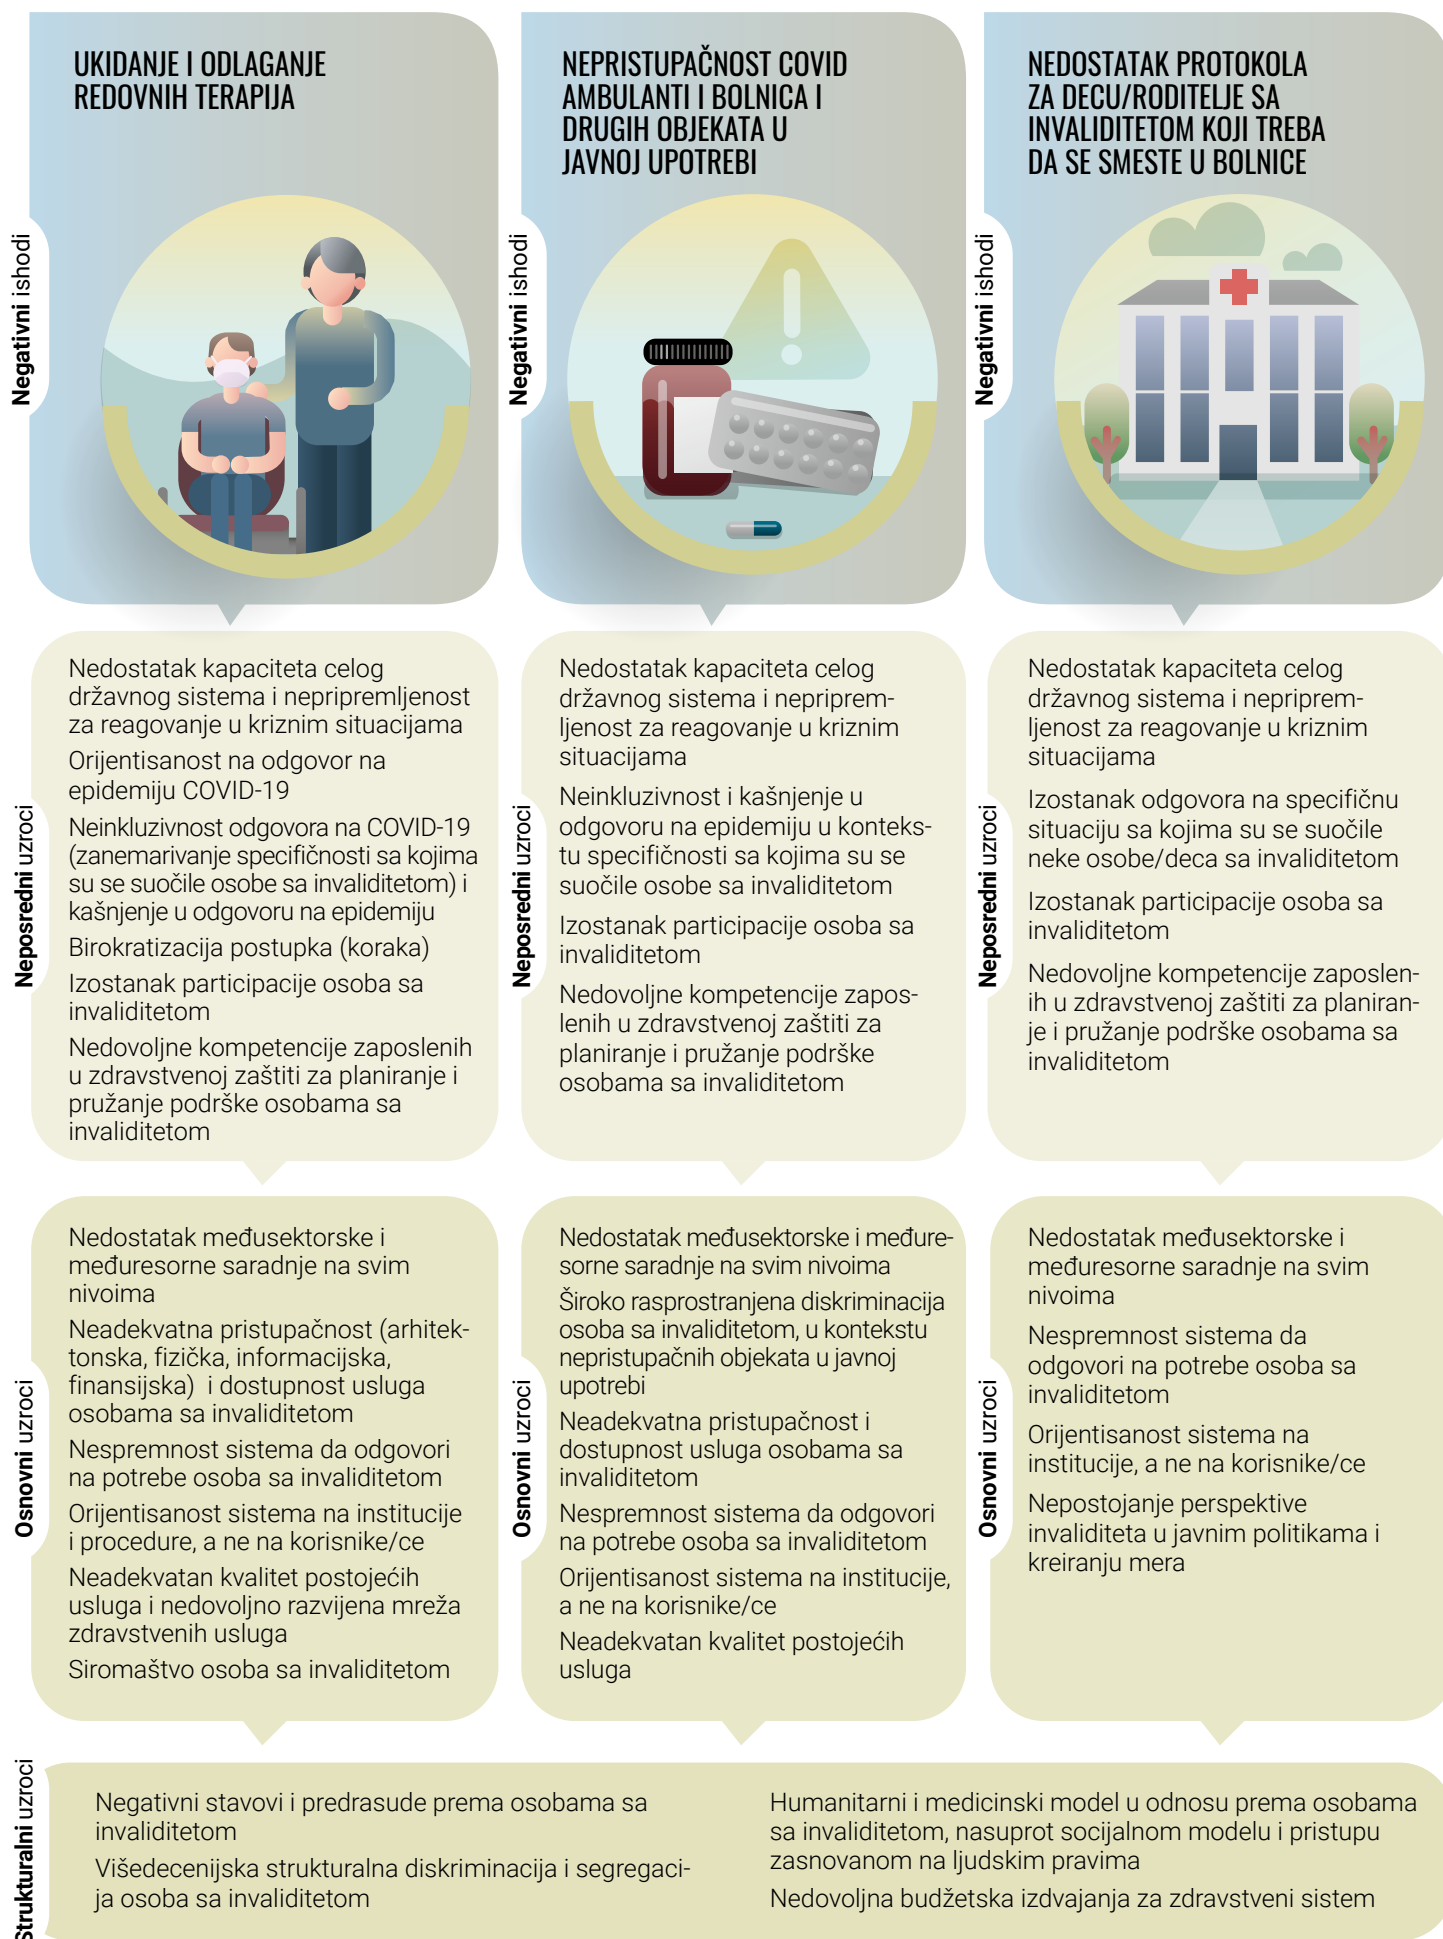 UKIDANJE I ODLAGANJE
REDOVNIH TERAPIJA
NEPRISTUPAČNOST COVID
AMBULANTI I BOLNICA I
DRUGIH OBJEKATA U
JAVNOJ UPOTREBI
NEDOSTATAK PROTOKOLA
ZA DECU/RODITELJE SA
INVALIDITETOM KOJI TREBA
DA SE SMESTE U BOLNICE
Negativni ishodi
Negativni ishodi
Negativni ishodi
Neposredni uzroci
Nedostatak kapaciteta celog
državnog sistema i nepripremljenost
za reagovanje u kriznim situacijama
Orijentisanost na odgovor na
epidemiju COVID-19
Neinkluzivnost odgovora na COVID-19
(zanemarivanje specifičnosti sa kojima
su se suočile osobe sa invaliditetom) i
kašnjenje u odgovoru na epidemiju
Birokratizacija postupka (koraka)
Izostanak participacije osoba sa
invaliditetom
Nedovoljne kompetencije zaposlenih
u zdravstvenoj zaštiti za planiranje i
pružanje podrške osobama sa
invaliditetom
Neposredni uzroci
Nedostatak kapaciteta celog
državnog sistema i neprip­rem-
ljenost za reagovanje u kriznim
situacijama
Neinkluzivnost i kašnjenje u
odgovoru na epidemiju u konteks-
tu specifičnosti sa kojima su se
suočile osobe sa invaliditetom
Izostanak participacije osoba sa
invaliditetom
Nedovoljne kompetencije zapos-
lenih u zdravstvenoj zaštiti za
planiranje i pružanje podrške
osobama sa invaliditetom
Neposredni uzroci
Nedostatak kapaciteta celog
državnog sistema i neriprem-
ljenost za reagovanje u kriznim
situacijama
Izostanak odgovora na specifičnu
situaciju sa kojima su se suočile
neke osobe/deca sa invaliditetom
Izostanak participacije osoba sa
invaliditetom
Nedovoljne kompetencije zaposlen-
ih u zdravstvenoj zaštiti za planiran-
je i pružanje podrške osobama sa
invaliditetom
Osnovni uzroci
Nedostatak međusektorske i
međuresorne saradnje na svim
nivoima
Neadekvatna pristupačnost (arhitek-
tonska, fizička, informacijska,
finansijska) i dostupnost usluga
osobama sa invaliditetom
Nespremnost sistema da odgovori
na potrebe osoba sa invaliditetom
Orijentisanost sistema na institucije
i procedure, a ne na korisnike/ce
Neadekvatan kvalitet postojećih
usluga i nedovoljno razvijena mreža
zdravstvenih usluga
Siromaštvo osoba sa invaliditetom
Osnovni uzroci
Nedostatak međusektorske i međure-
sorne saradnje na svim nivoima
Široko rasprostranjena diskriminacija
osoba sa invaliditetom, u kontekstu
nepristupačnih objekata u javnoj
upotrebi
Neadekvatna pristupačnost i
dostupnost usluga osobama sa
invaliditetom
Nespremnost sistema da odgovori
na potrebe osoba sa invaliditetom
Orijentisanost sistema na institucije,
a ne na korisnike/ce
Neadekvatan kvalitet postojećih
usluga
Osnovni uzroci
Nedostatak međusektorske i
međuresorne saradnje na svim
nivoima
Nespremnost sistema da
odgovori na potrebe osoba sa
invaliditetom
Orijentisanost sistema na
institucije, a ne na korisnike/ce
Nepostojanje perspektive
invaliditeta u javnim politikama i
kreiranju mera
Strukturalni uzroci
Negativni stavovi i predrasude prema osobama sa
invaliditetom
Višedecenijska strukturalna diskriminacija i segregaci-
ja osoba sa invaliditetom
Humanitarni i medicinski model u odnosu prema osobama
sa invaliditetom, nasuprot socijalnom modelu i pristupu
zasnovanom na ljudskim pravima
Nedovoljna budžetska izdvajanja za zdravstveni sistem